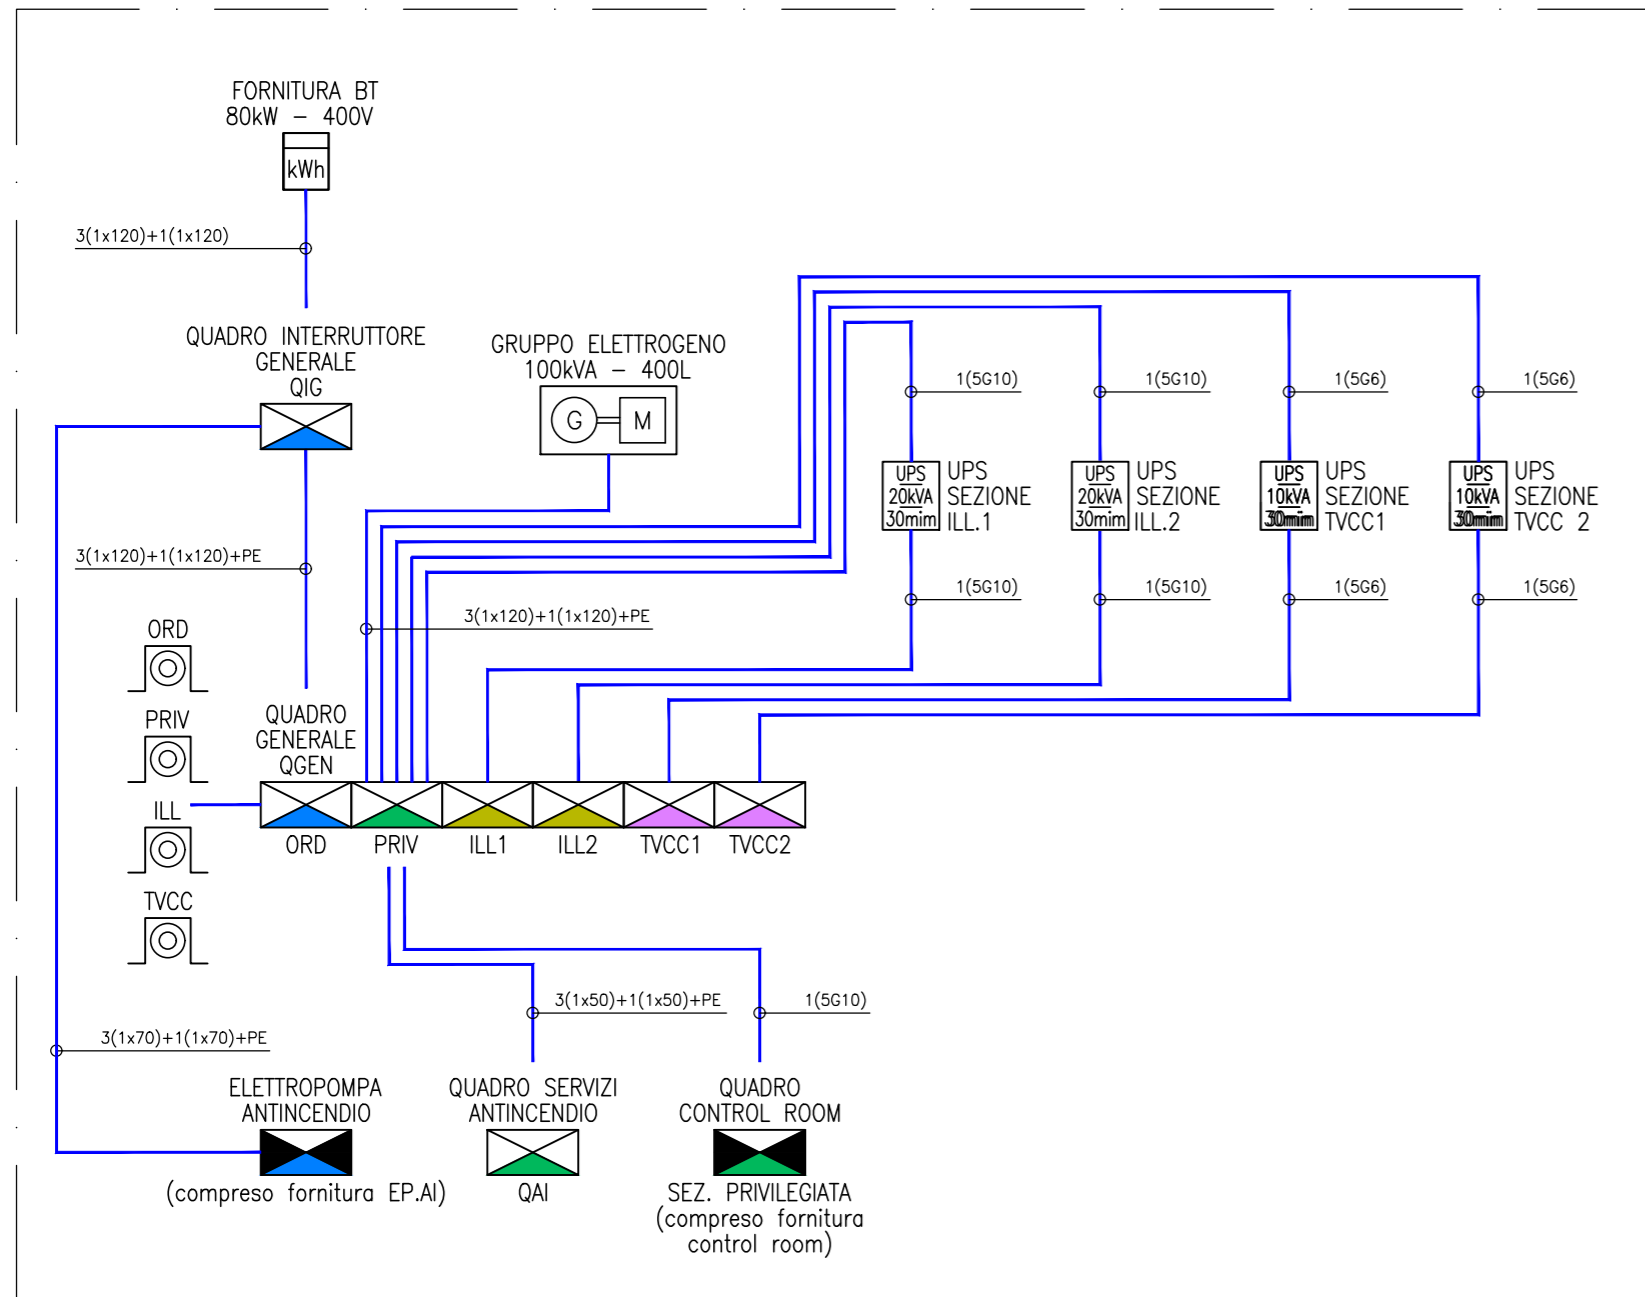 FORNITURA BT
80kW - 400V
kWh
3(1x120)+1(1x120)
QUADRO INTERRUTTORE
GENERALE
QIG
GRUPPO ELETTROGENO
100kVA - 400L
G
M
1(5G10)
1(5G10)
1(5G6)
1(5G6)
UPS
20kVA
30mim
UPS
SEZIONE
ILL.1
UPS
20kVA
30mim
UPS
SEZIONE
ILL.2
UPS
10kVA
30mim
UPS
SEZIONE
TVCC1
UPS
10kVA
30mim
UPS
SEZIONE
TVCC 2
3(1x120)+1(1x120)+PE
1(5G10)
1(5G10)
1(5G6)
1(5G6)
3(1x120)+1(1x120)+PE
ORD
PRIV
ILL
TVCC
QUADRO
GENERALE
QGEN
ORD
PRIV
ILL1
ILL2
TVCC1
TVCC2
3(1x50)+1(1x50)+PE
1(5G10)
3(1x70)+1(1x70)+PE
ELETTROPOMPA
ANTINCENDIO
(compreso fornitura EP.AI)
QUADRO SERVIZI
ANTINCENDIO
QAI
QUADRO
CONTROL ROOM
SEZ. PRIVILEGIATA
(compreso fornitura
control room)